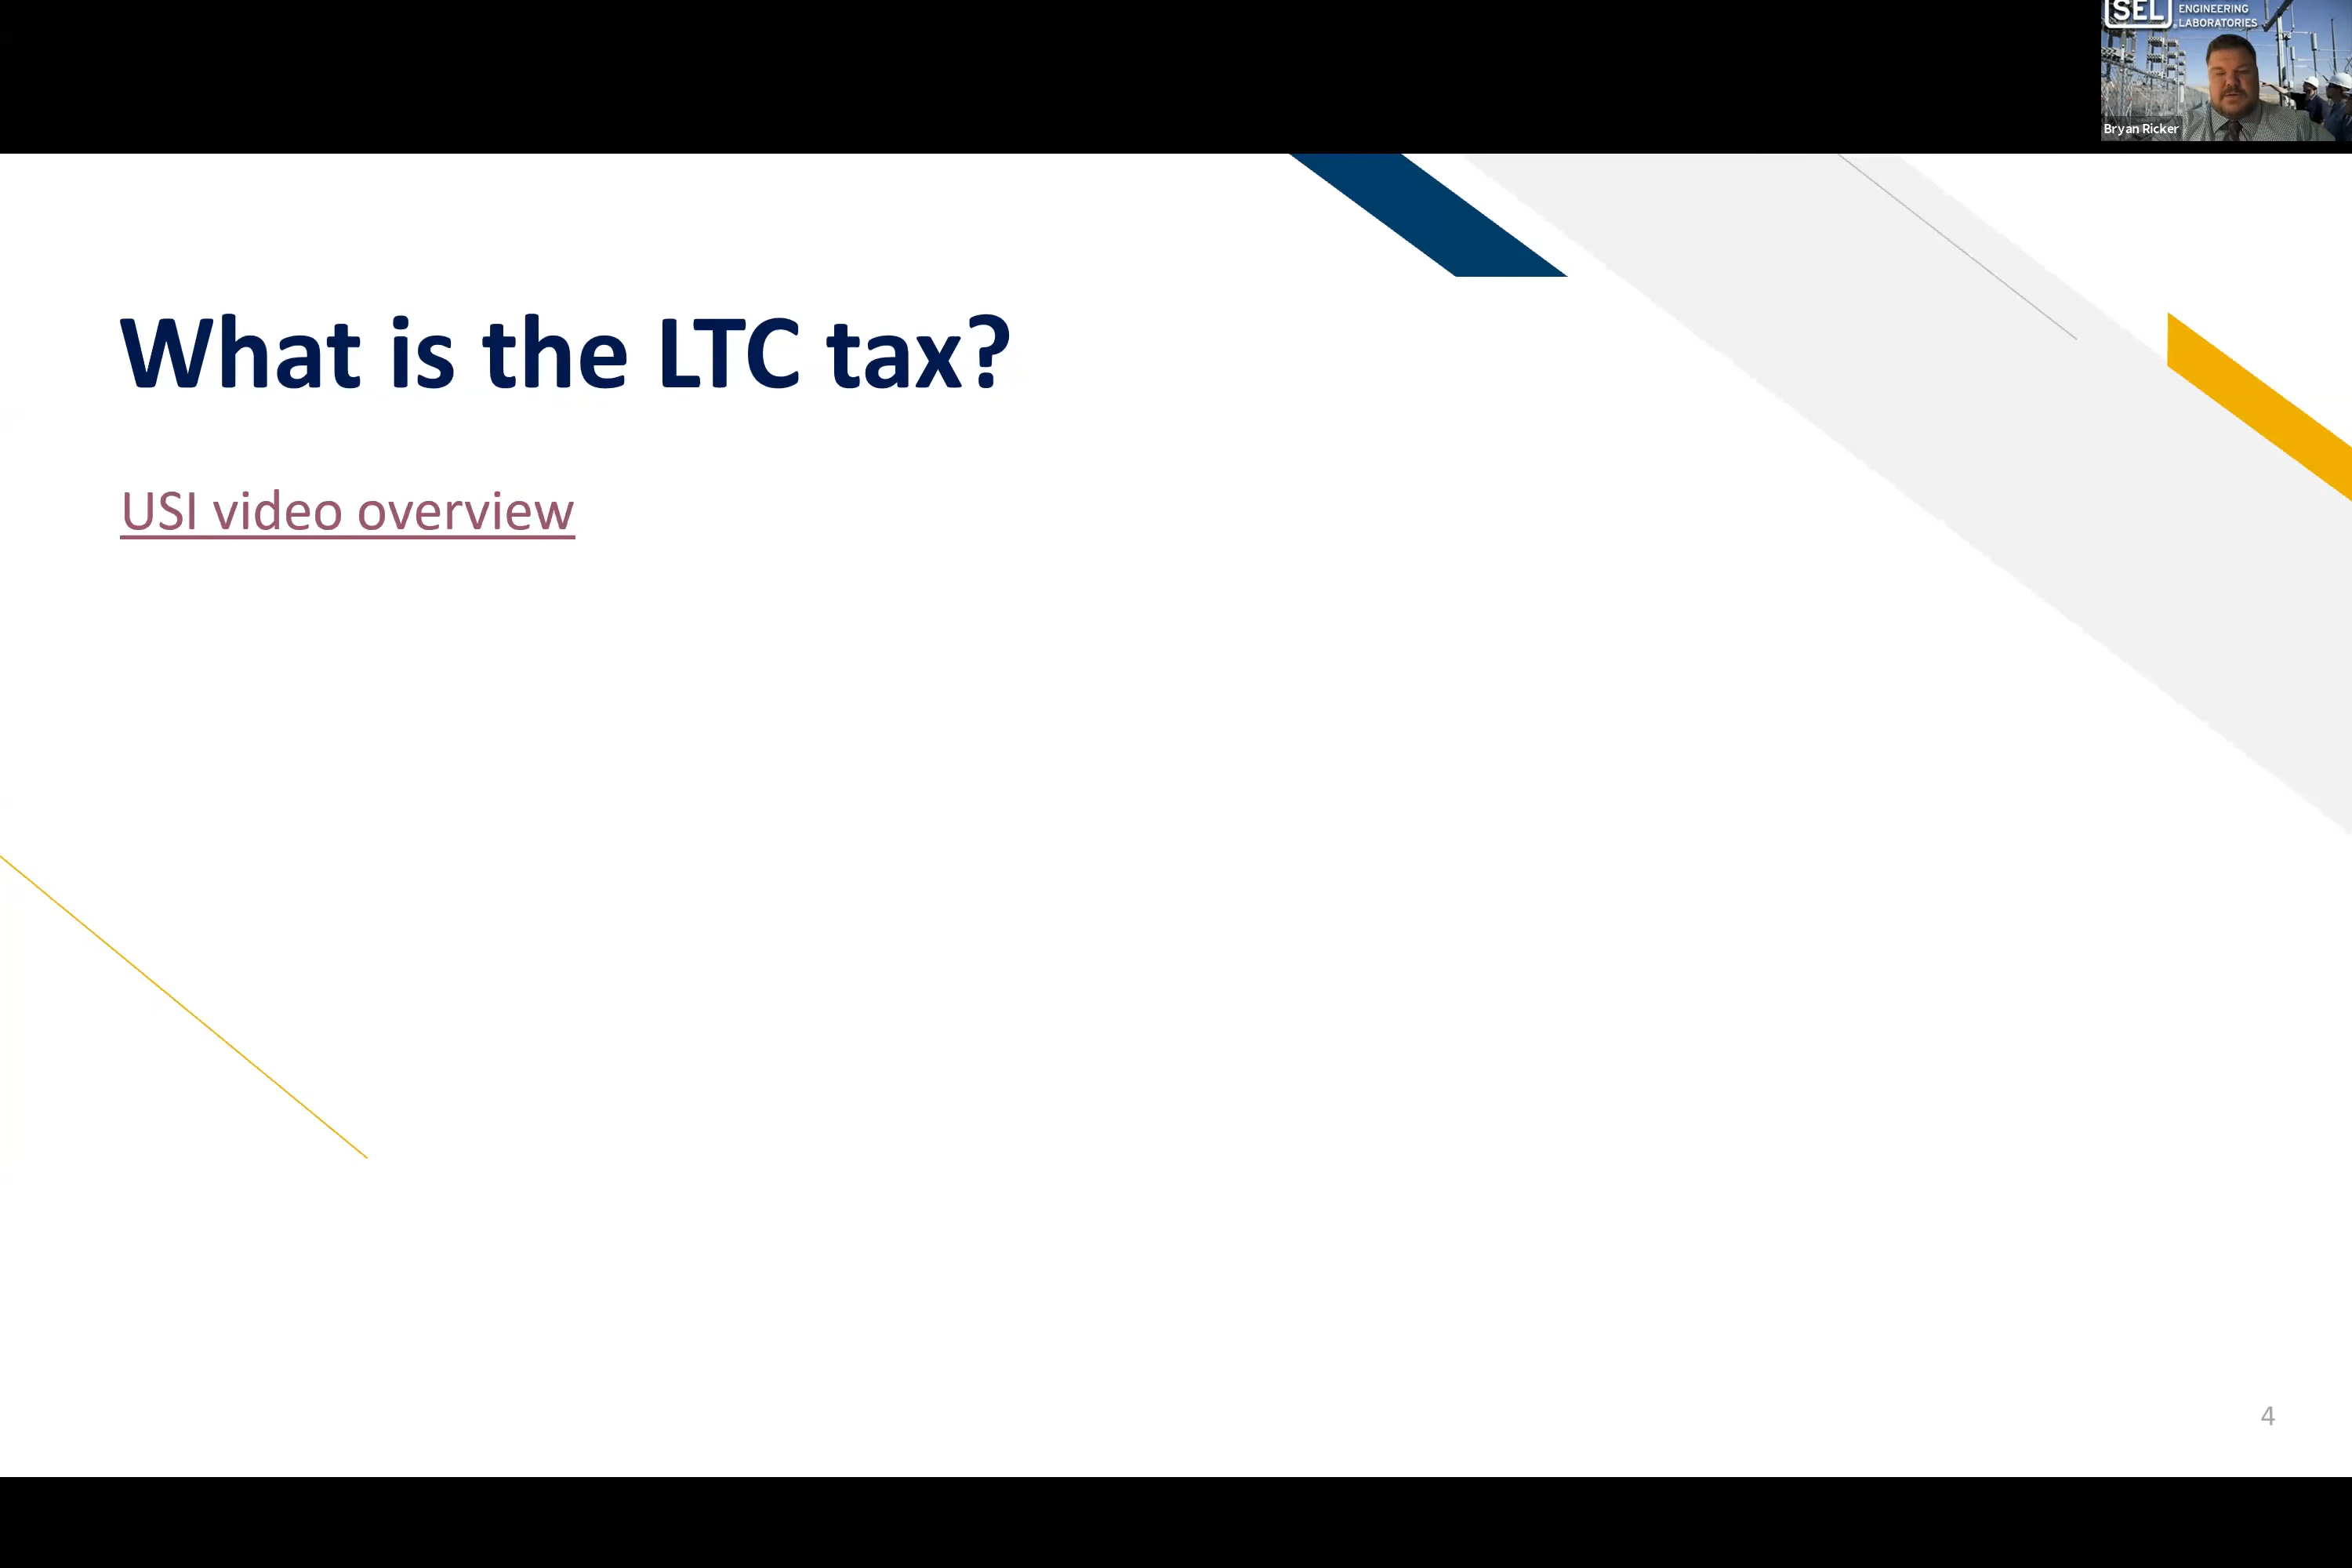 SEL ENGINEERING
LABORATORIES
Bryan Ricker
What is the LTC tax?
USI video overview
4